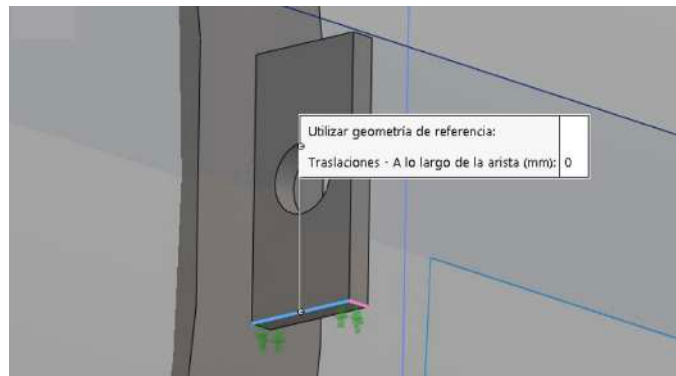 Utilizar geometría de referencia:
Traslaciones - A lo largo de la arista (mm): 0